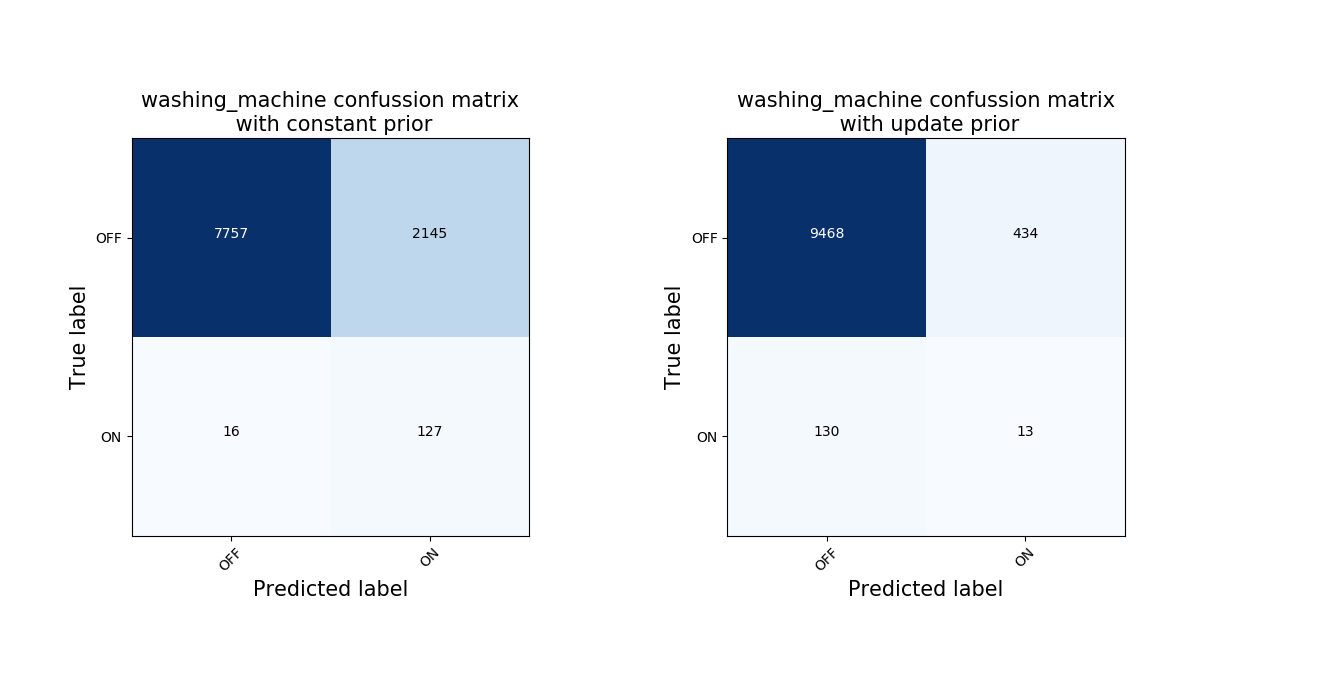 washing_machine confussion matrix
with constant prior
True label
OFF
7757
2145
ON
16
127
OFF
ON
Predicted label
washing_machine confussion matrix
with update prior
True label
OFF
9468
434
ON
130
13
OFF
ON
Predicted label